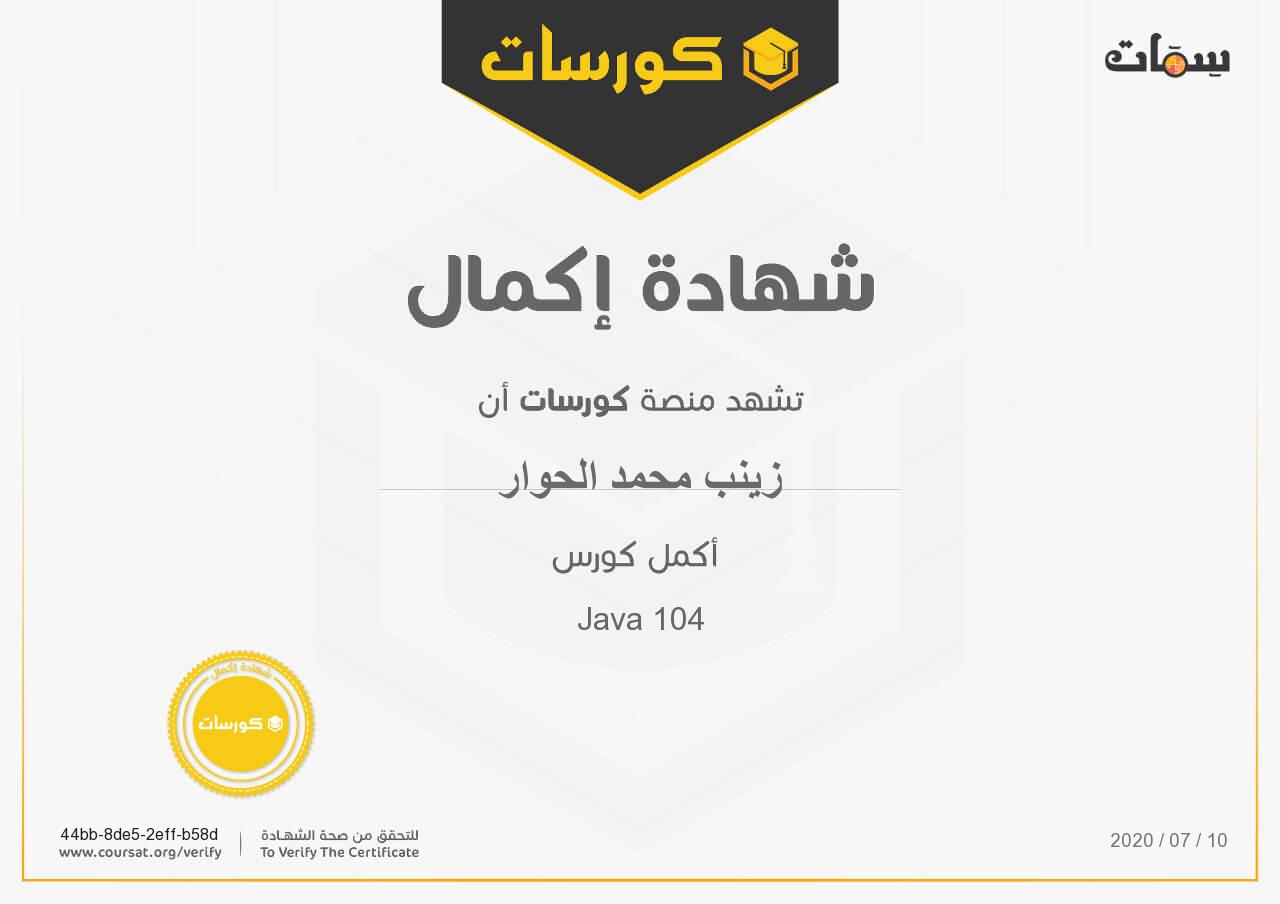 كورسات
سمات
شهادة إكمال
تشهد منصة كورسات أن
زينب محمد الحوار
أكمل كورس
Java 104
شهادة إكمال
كورسات
44bb-8de5-2eff-b58d
www.coursat.org/verify
للتحقق من صحة الشهادة
To Verify The Certificate
2020 / 07 / 10